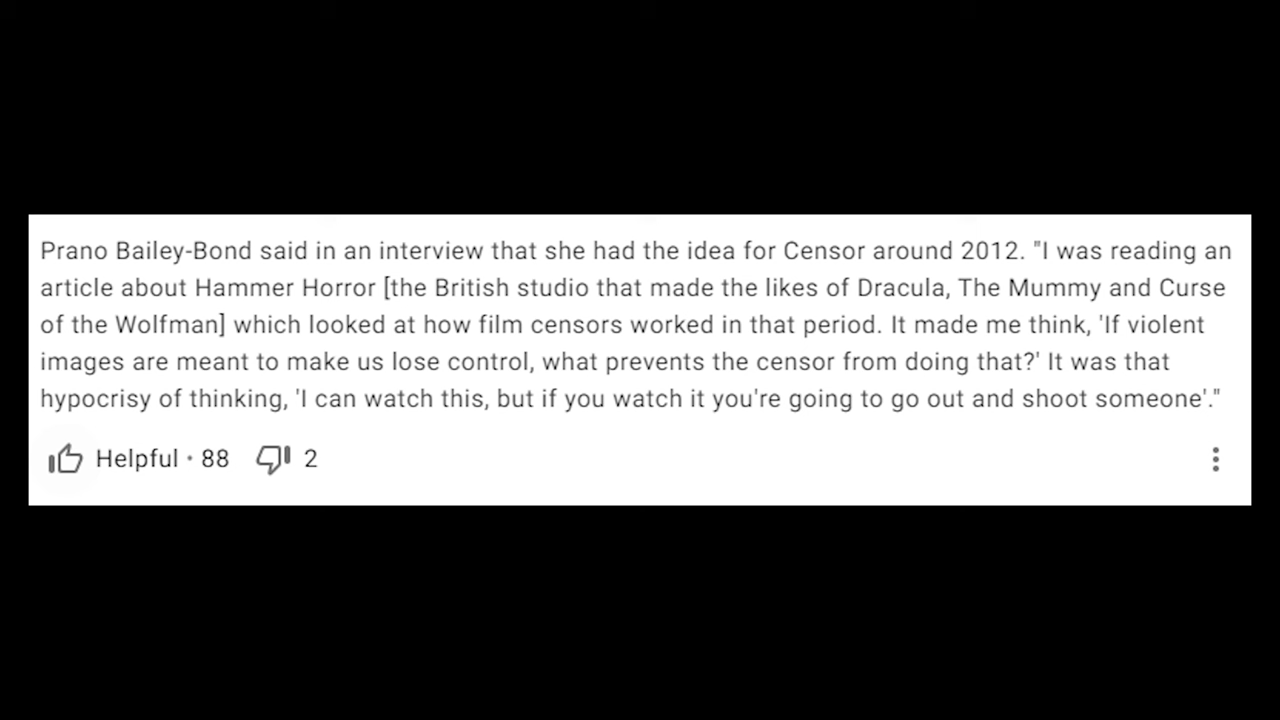 Prano Bailey-Bond said in an interview that she had the idea for Censor around 2012. "I was reading an
article about Hammer Horror [the British studio that made the likes of Dracula, The Mummy and Curse
of the Wolfman] which looked at how film censors worked in that period. It made me think, 'If violent
images are meant to make us lose control, what prevents the censor from doing that?' It was that
hypocrisy of thinking, 'I can watch this, but if you watch it you're going to go out and shoot someone'."
Helpful • 88 2